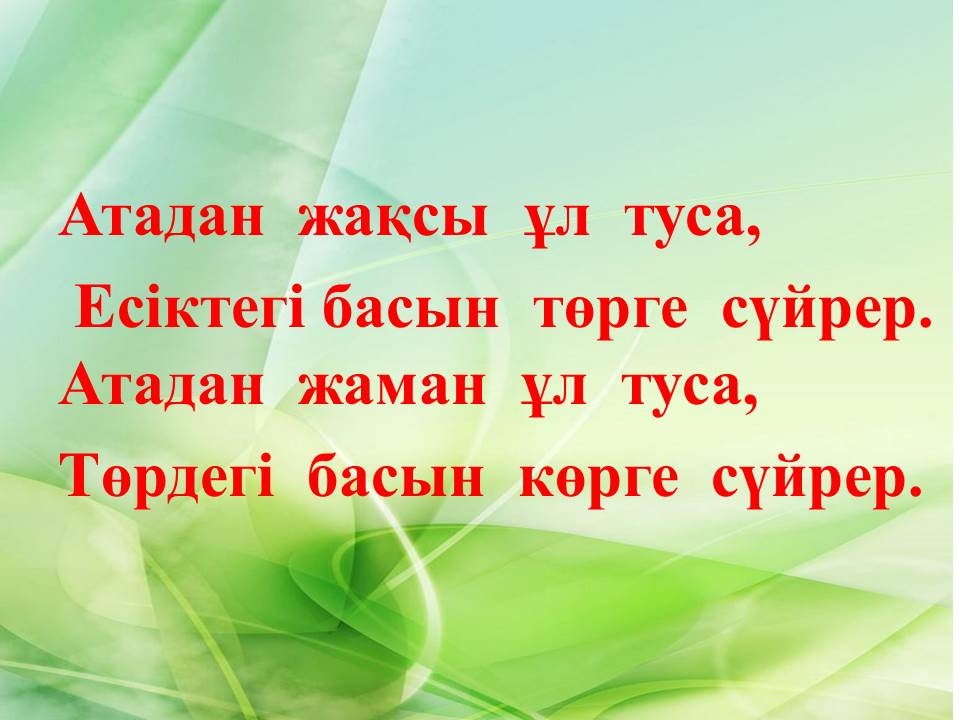 Атадан жақсы ұл туса,
Есіктегі басын төрге сүйрер.
Атадан жаман ұл туса,
Төрдегі басын көрге сүйрер.